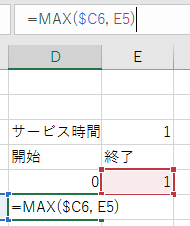 =MAX($C6, E5)
D E
サービス時間 1
開始 終了
0 1
=MAX($C6, E5)